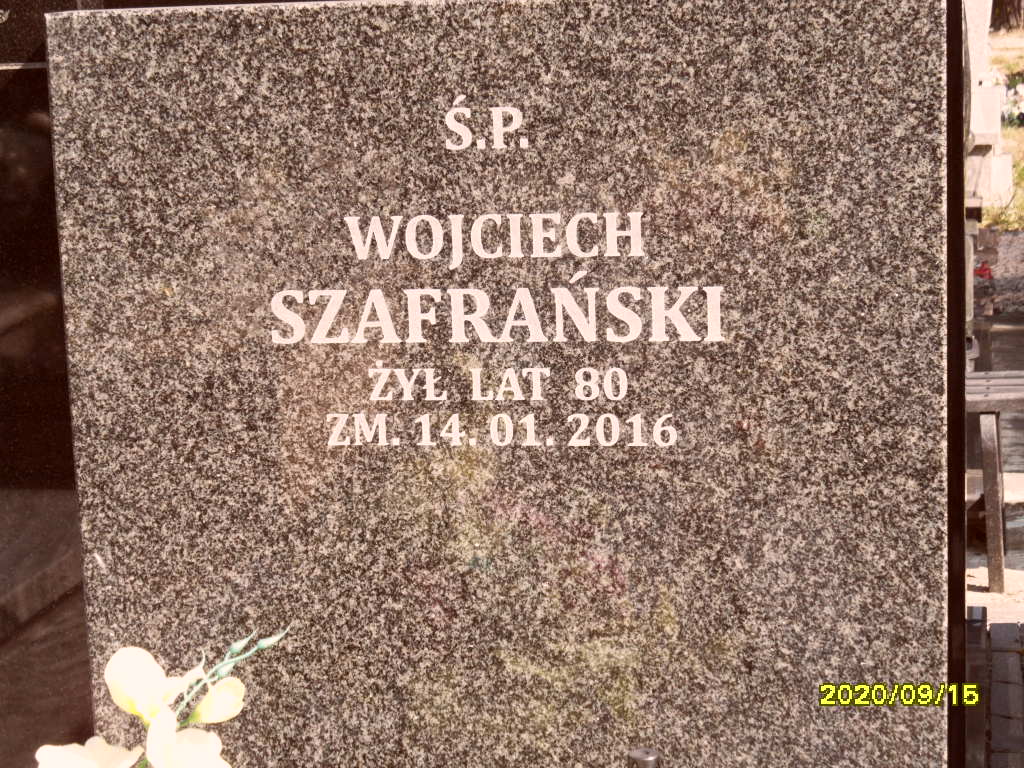 Ś.P.
WOJCIECH
SZAFRAŃSKI
ŻYŁ LAT 80
ZM. 14.01.2016
2020/09/15